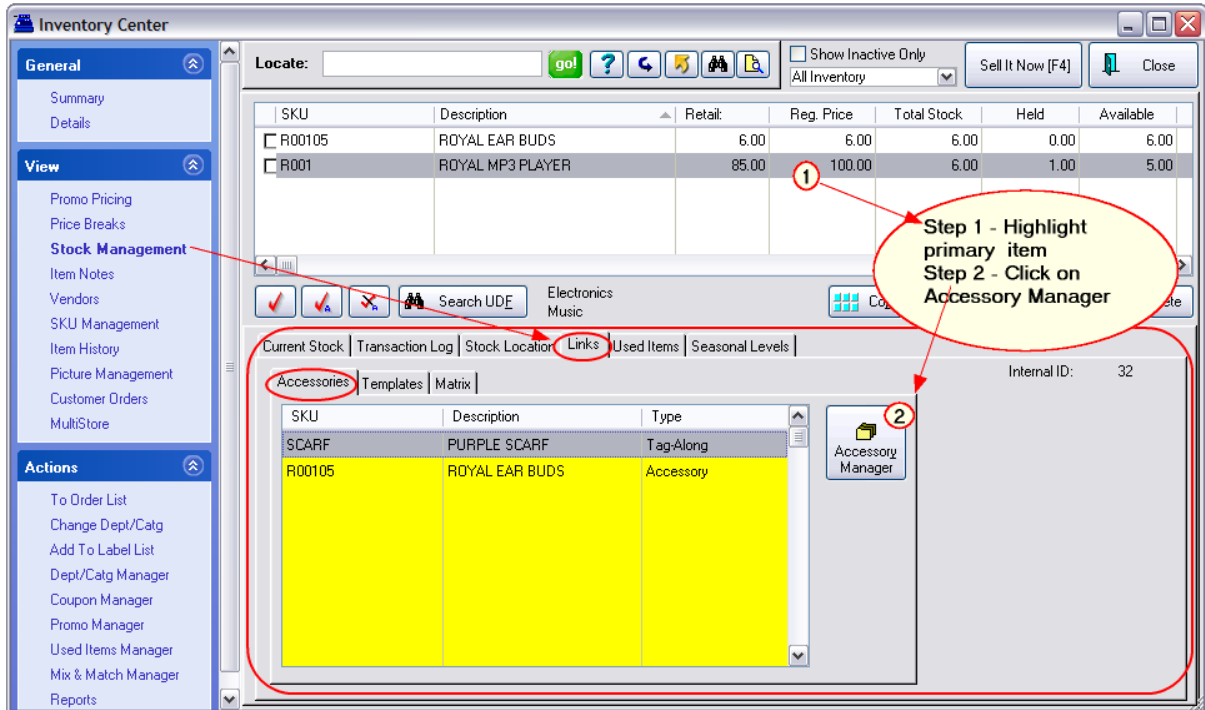 Inventory Center
General
Summary
Details
View
Promo Pricing
Price Breaks
Stock Management
Item Notes
Vendors
SKU Management
Item History
Picture Management
Customer Orders
MultiStore
Actions
To Order List
Change Dept/Catg
Add To Label List
Dept/Catg Manager
Coupon Manager
Promo Manager
Used Items Manager
Mix & Match Manager
Reports
Locate: go! ? Show Inactive Only
All Inventory
Sell It Now [F4] Close
SKU Description Retail: Reg. Price Total Stock Held Available
R00105 ROYAL EAR BUDS 6.00 6.00 6.00 0.00 6.00
R001 ROYAL MP3 PLAYER 85.00 100.00 6.00 1.00 5.00
1
Step 1 - Highlight
primary item
Step 2 - Click on
Accessory Manager
Search UDF Electronics
Music
Current Stock Transaction Log Stock Location Links Used Items Seasonal Levels
Internal ID: 32
Accessories Templates Matrix
SKU Description Type
SCARF PURPLE SCARF Tag-Along
R00105 ROYAL EAR BUDS Accessory
2
Accessory
Manager